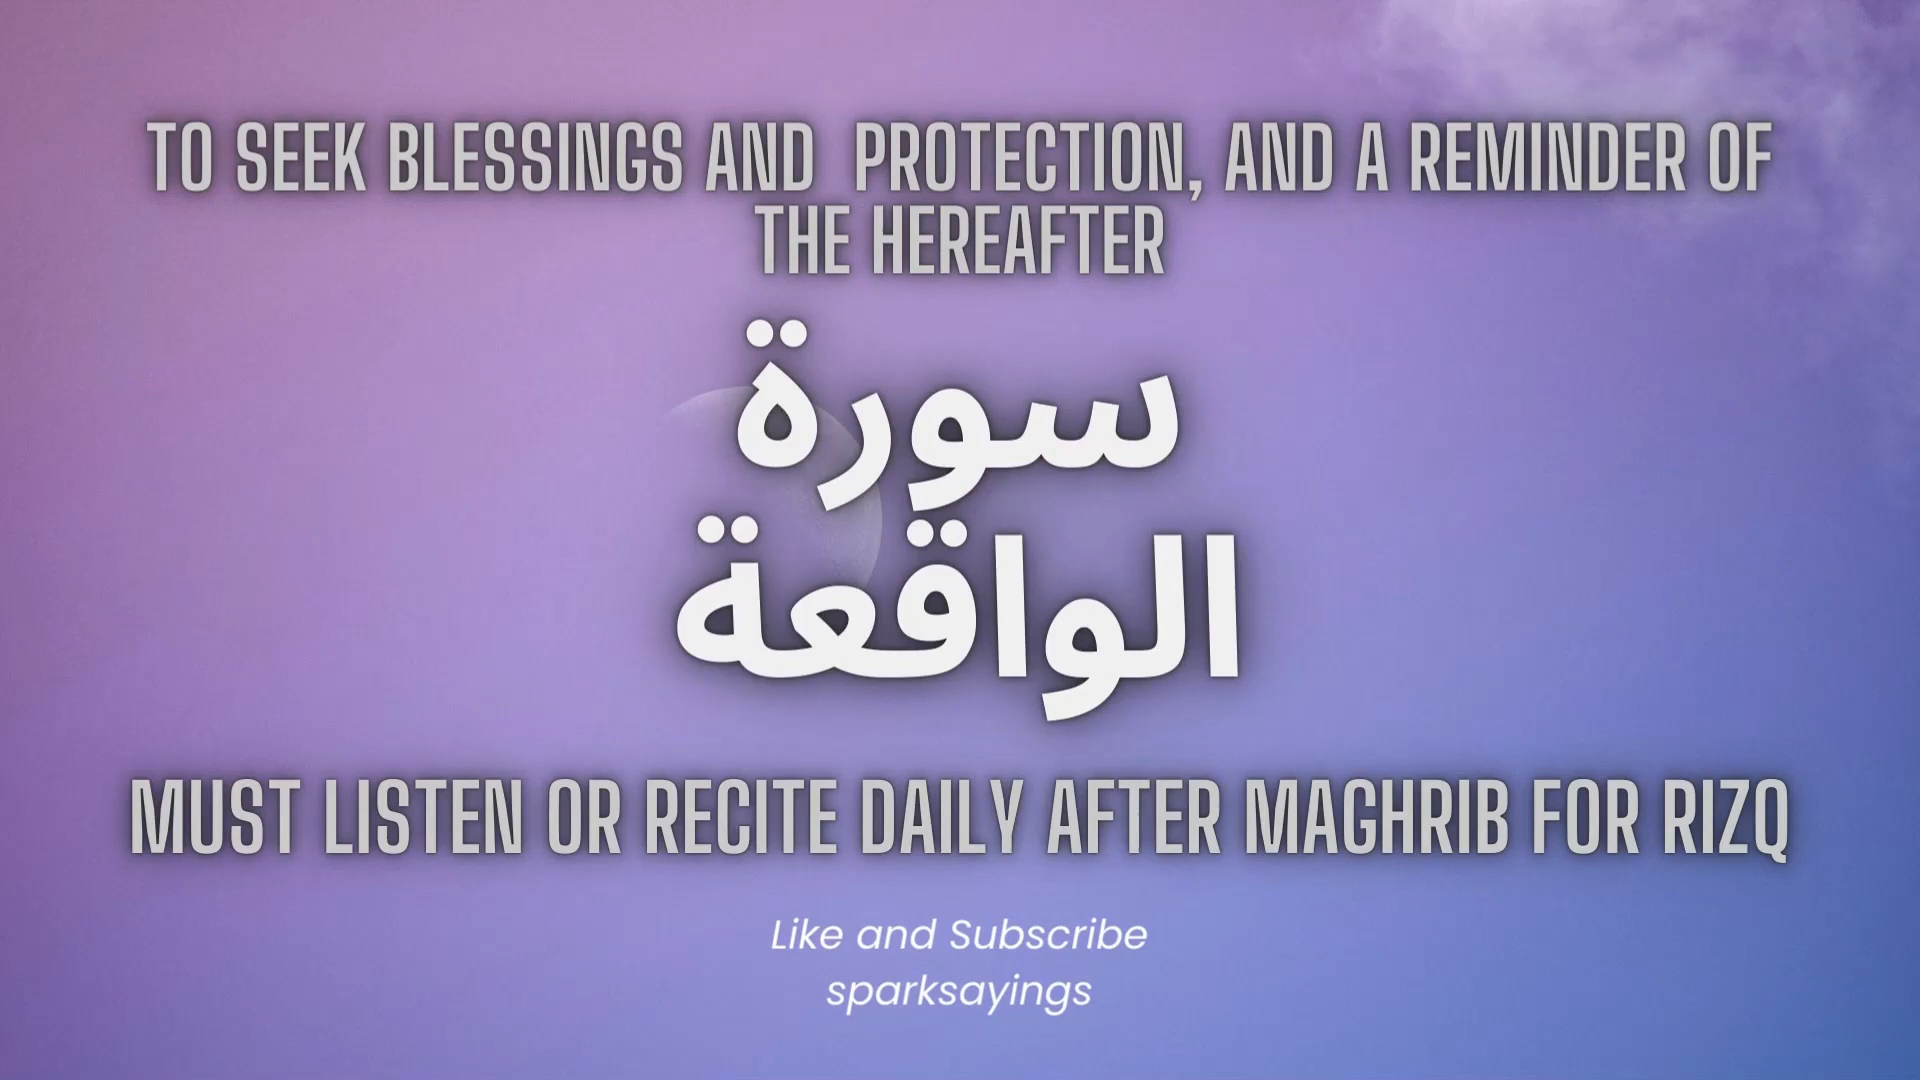 TO SEEK BLESSINGS AND PROTECTION, AND A REMINDER OF
THE HEREAFTER
سورة
الواقعة
MUST LISTEN OR RECITE DAILY AFTER MAGHRIB FOR RIZQ
Like and Subscribe
sparksayings